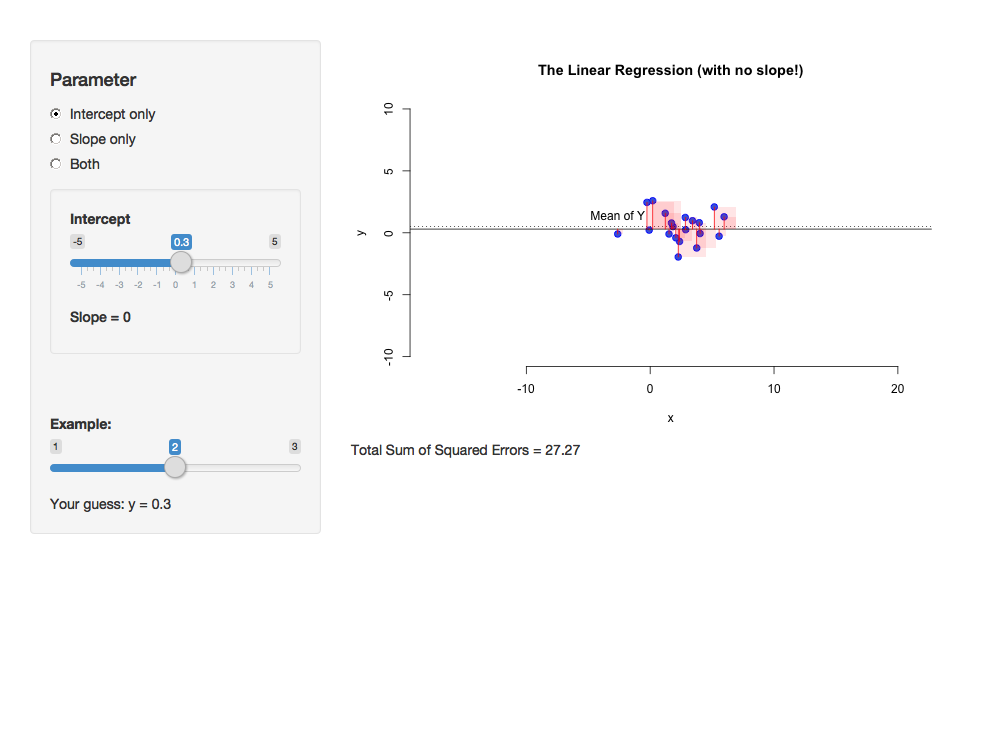 Parameter
Intercept only
Slope only
Both
Intercept
-5 0.3 5
-5 -4 -3 -2 -1 0 1 2 3 4 5
Slope = 0
Example:
1 2 3
Your guess: y = 0.3
The Linear Regression (with no slope!)
10
5
0
-5
-10
y
Mean of Y
-10 0 10 20
x
Total Sum of Squared Errors = 27.27